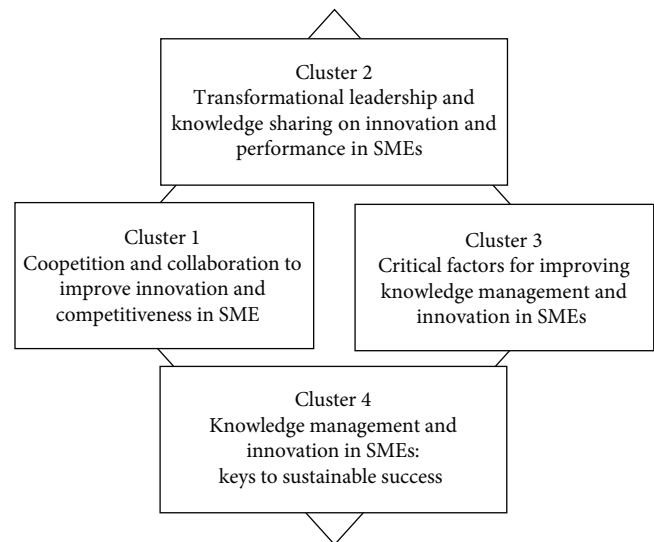 Cluster 2
Transformational leadership and
knowledge sharing on innovation and
performance in SMEs
Cluster 1
Coopetition and collaboration to
improve innovation and
competitiveness in SME
Cluster 3
Critical factors for improving
knowledge management and
innovation in SMEs
Cluster 4
Knowledge management and
innovation in SMEs:
keys to sustainable success